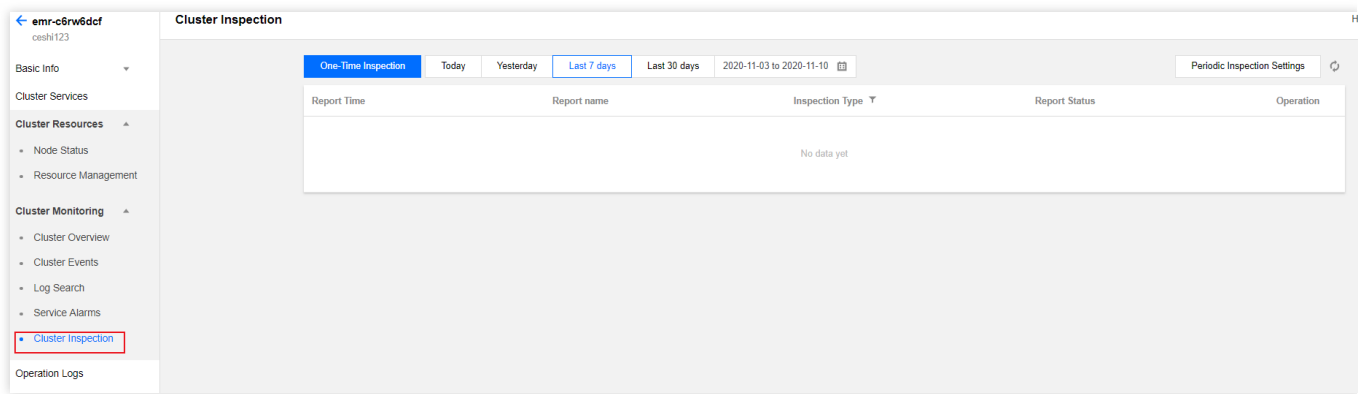 emr-c6rw6dcf
ceshi123
Cluster Inspection
H
Basic Info
Cluster Services
Cluster Resources
Node Status
Resource Management
Cluster Monitoring
Cluster Overview
Cluster Events
Log Search
Service Alarms
Cluster Inspection
Operation Logs
One-Time Inspection Today Yesterday Last 7 days Last 30 days 2020-11-03 to 2020-11-10 Periodic Inspection Settings
Report Time Report name Inspection Type Report Status Operation
No data yet